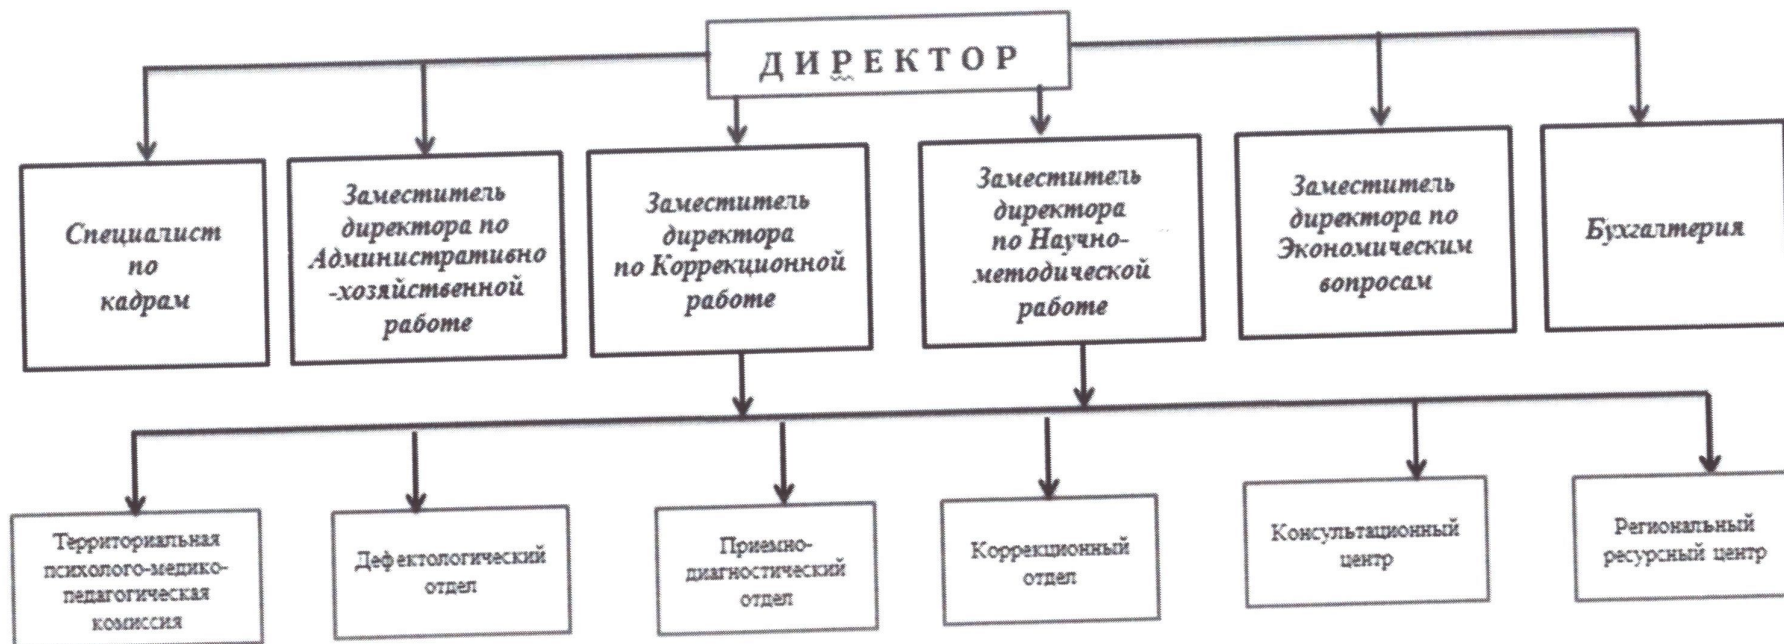 ДИРЕКТОР
Специалист
по
кадрам
Заместитель
директора по
Административно
-хозяйственной
работе
Заместитель
директора
по Коррекционной
работе
Заместитель
директора
по Научно-
методической
работе
Заместитель
директора по
Экономическим
вопросам
Бухгалтерия
Территориальная
психолого-медико-
педагогическая
комиссия
Дефектологический
отдел
Приемно-
диагностический
отдел
Коррекционный
отдел
Консультационный
центр
Региональный
ресурсный центр